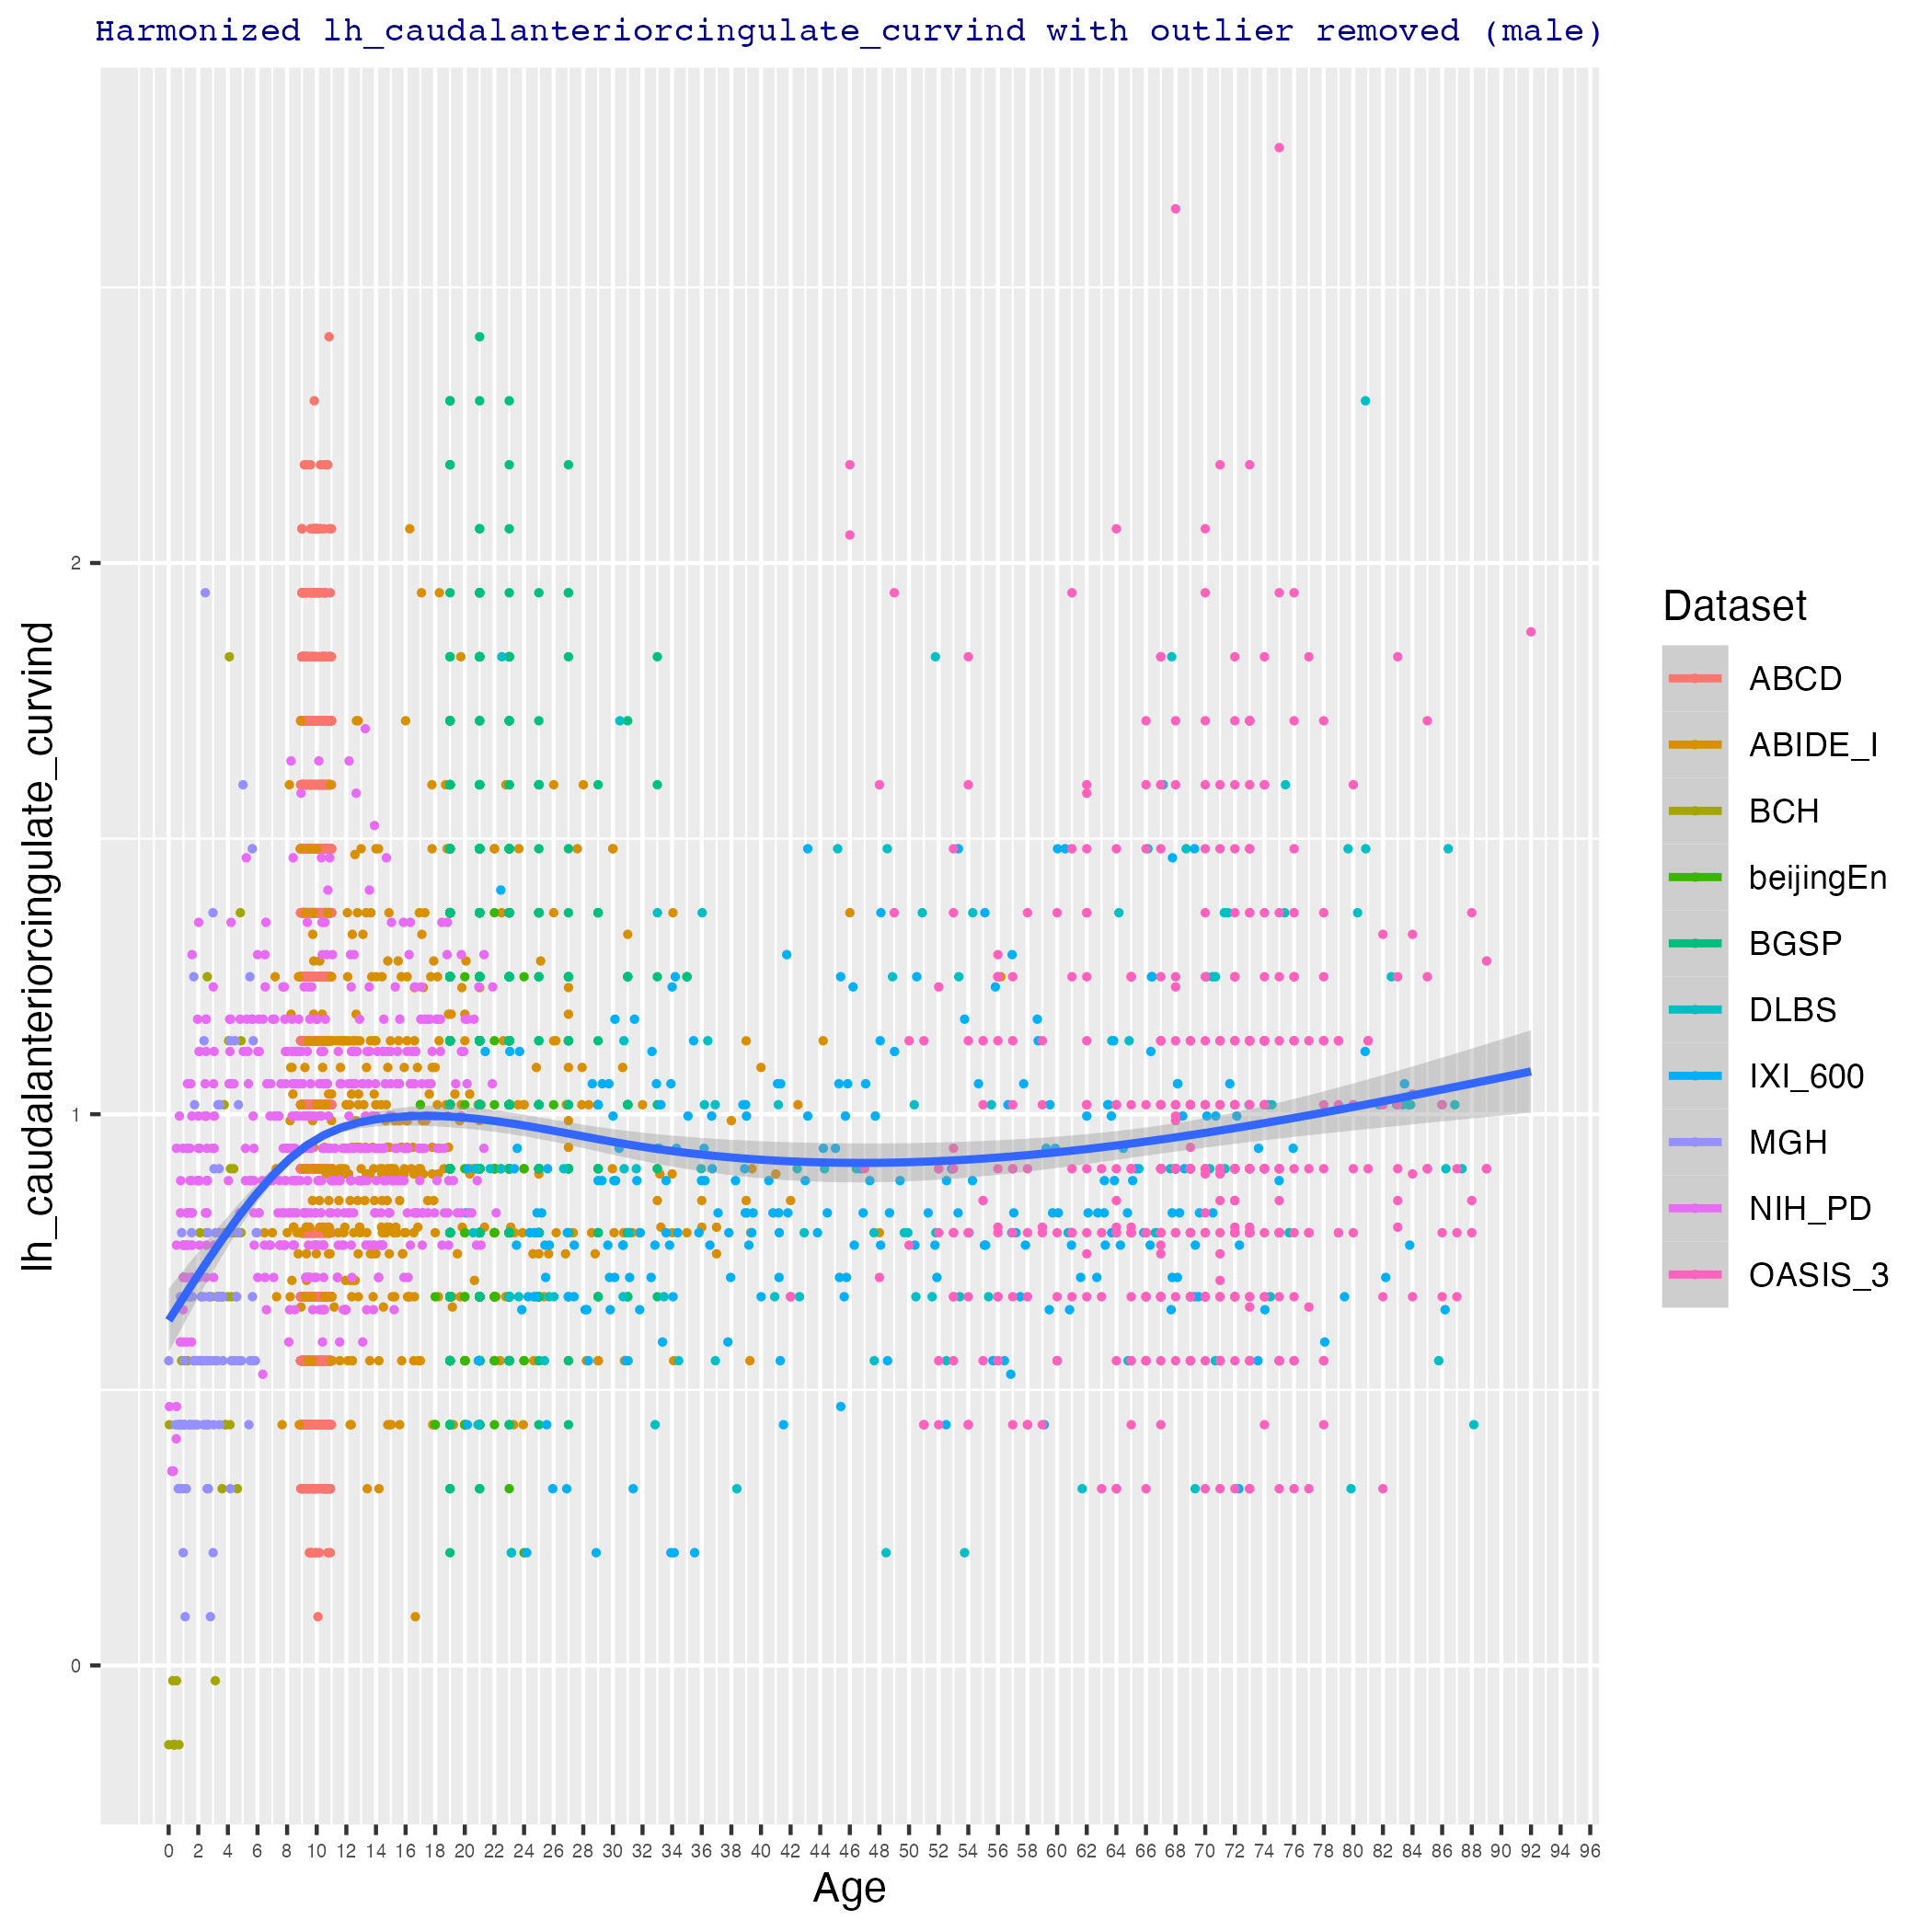 Harmonized lh_caudalanteriorcingulate_curvind with outlier removed (male)
lh_caudalanteriorcingulate_curvind
2
1
0
0 2 4 6 8 10 12 14 16 18 20 22 24 26 28 30 32 34 36 38 40 42 44 46 48 50 52 54 56 58 60 62 64 66 68 70 72 74 76 78 80 82 84 86 88 90 92 94 96
Age
Dataset
ABCD
ABIDE_I
BCH
beijingEn
BGSP
DLBS
IXI_600
MGH
NIH_PD
OASIS_3